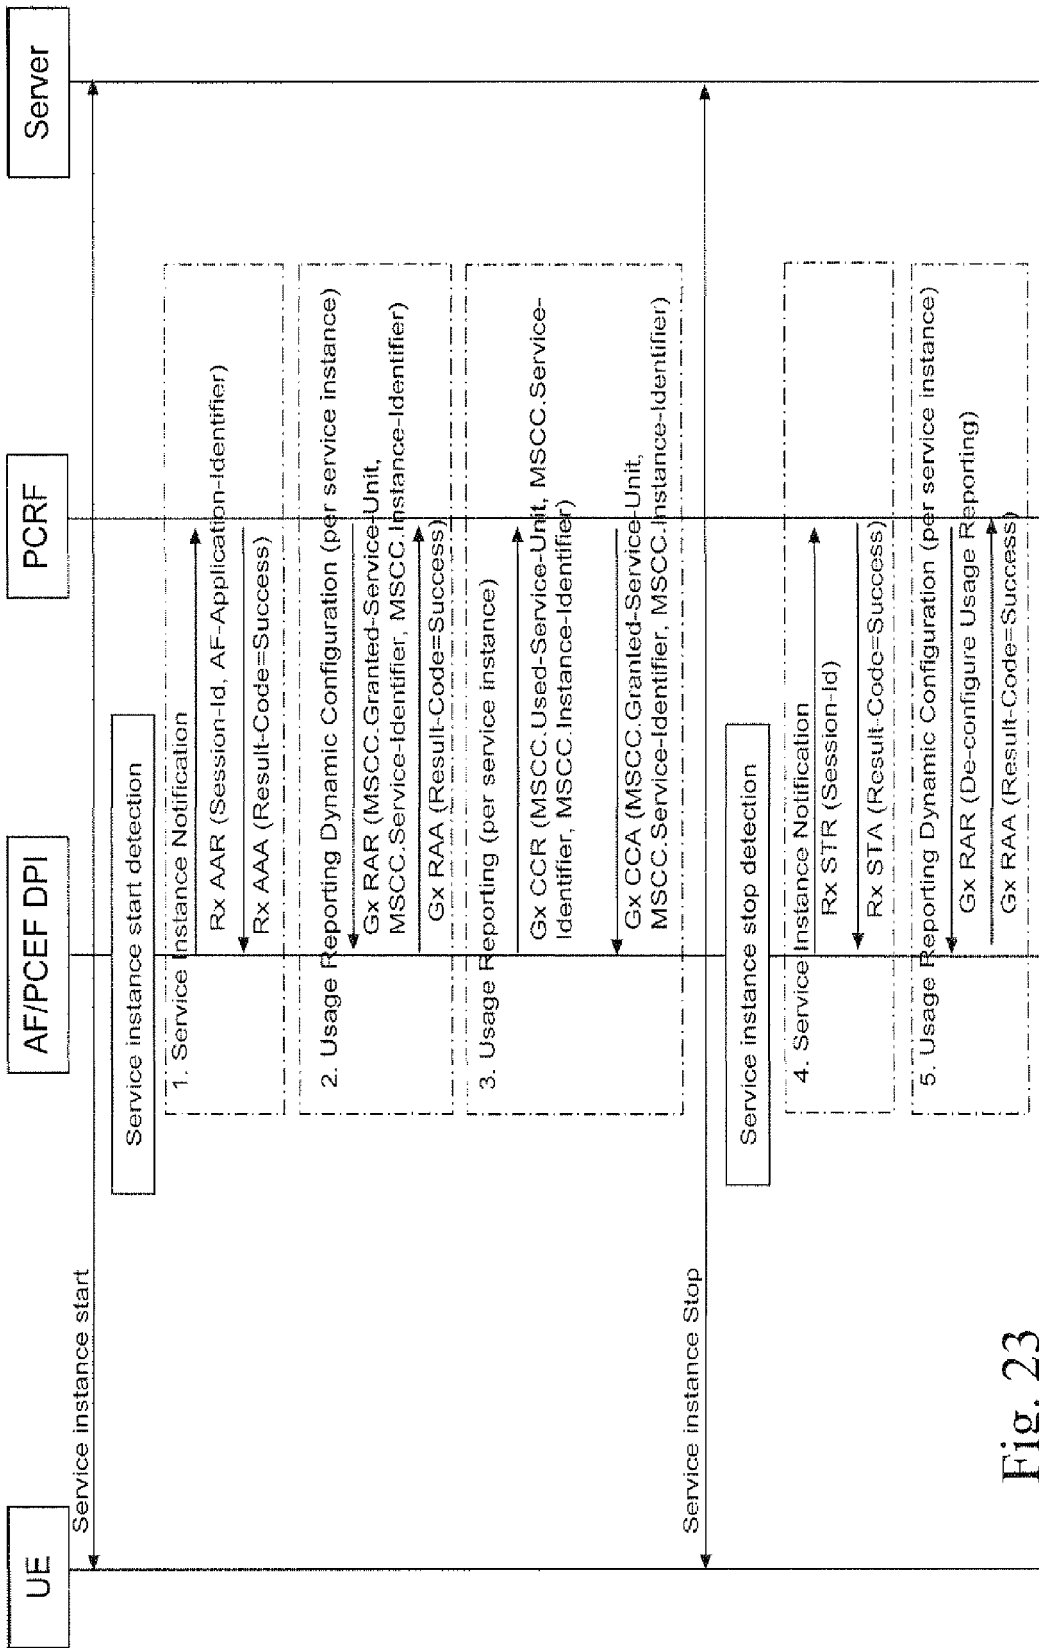 UE
AF/PCEF DPI
PCRF
Server
Service instance start
Service instance start detection
1. Service Instance Notification
Rx AAR (Session-Id, AF-Application-Identifier)
Rx AAA (Result-Code=Success)
2. Usage Reporting Dynamic Configuration (per service instance)
Gx RAR (MSCC.Granted-Service-Unit,
MSCC.Service-Identifier, MSCC.Instance-Identifier)
Gx RAA (Result-Code=Success)
3. Usage Reporting (per service instance)
Gx CCR (MSCC.Used-Service-Unit, MSCC.Service-
Identifier, MSCC.Instance-Identifier)
Gx CCA (MSCC.Granted-Service-Unit,
MSCC.Service-Identifier, MSCC.Instance-Identifier)
Service instance Stop
Service instance stop detection
4. Service Instance Notification
Rx STR (Session-Id)
Rx STA (Result-Code=Success)
5. Usage Reporting Dynamic Configuration (per service instance)
Gx RAR (De-configure Usage Reporting)
Gx RAA (Result-Code=Success)
Fig. 23